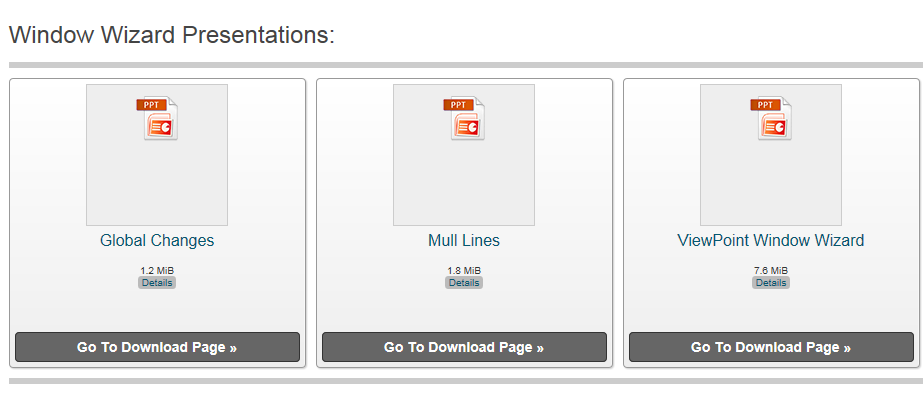 Window Wizard Presentations:
PPT
PPT
PPT
Global Changes
Mull Lines
ViewPoint Window Wizard
1.2 MiB
1.8 MiB
7.6 MiB
Details
Details
Details
Go To Download Page »
Go To Download Page »
Go To Download Page »